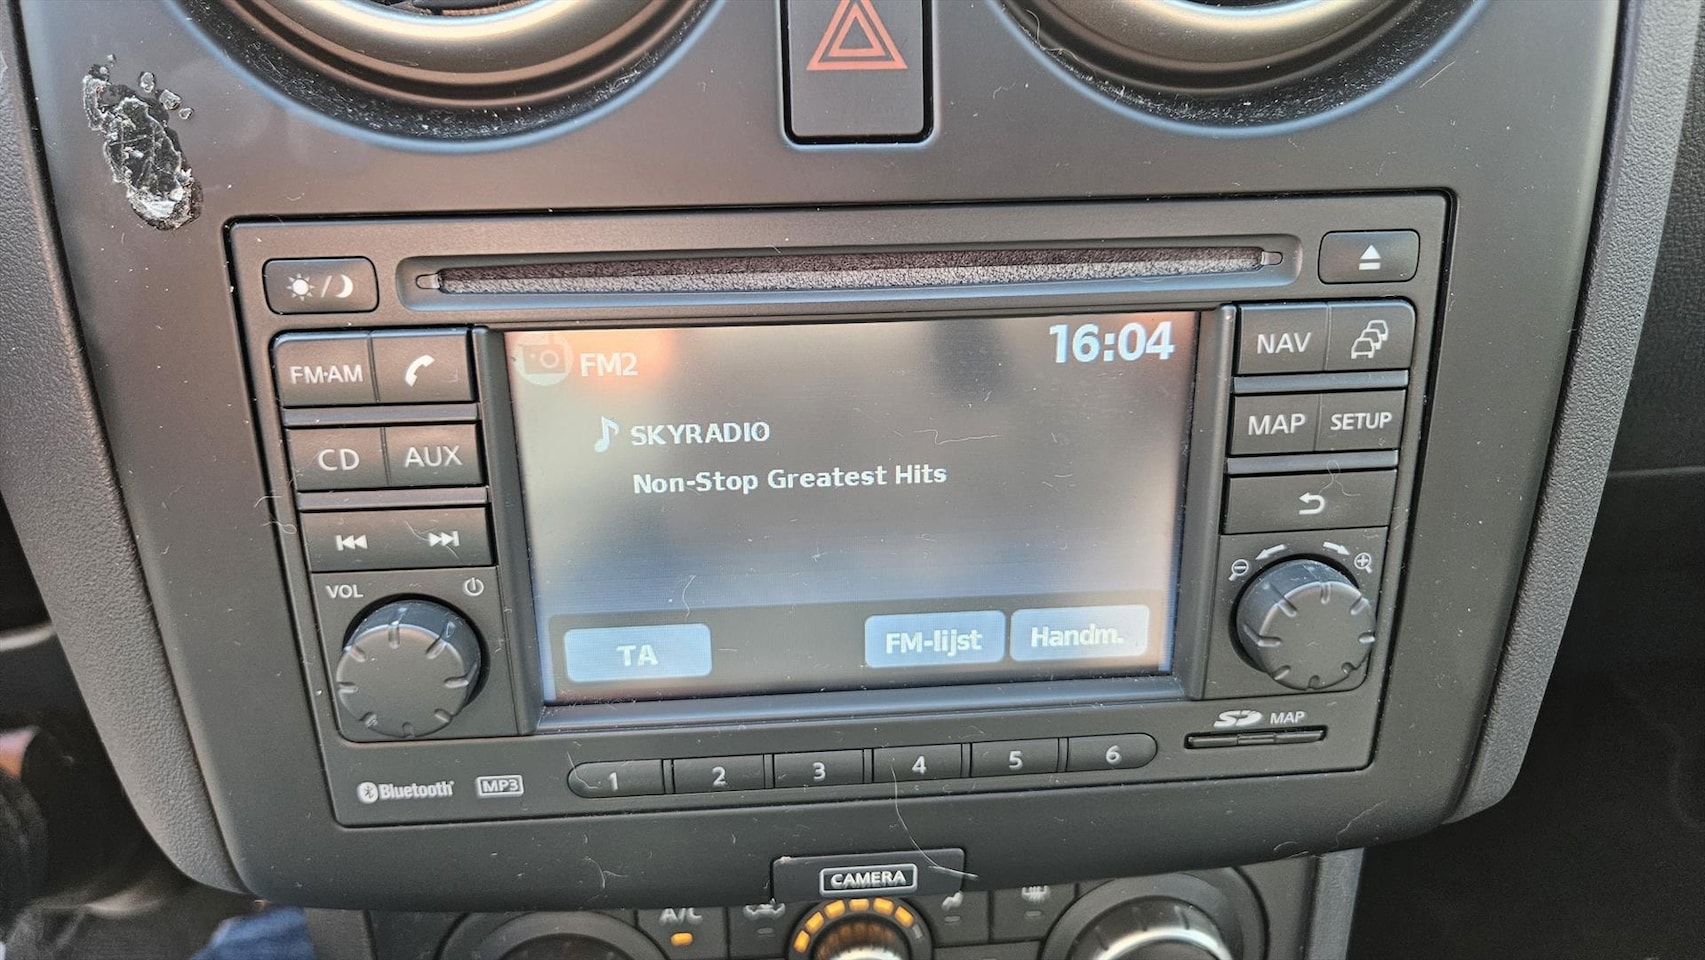 FM·AM
FM2
16:04
NAV
SKYRADIO
MAP
SETUP
CD
AUX
Non-Stop Greatest Hits
VOL
TA
FM-lijst
Handm.
SD MAP
Bluetooth
MP3
1 2 3 4 5 6
CAMERA
A/C